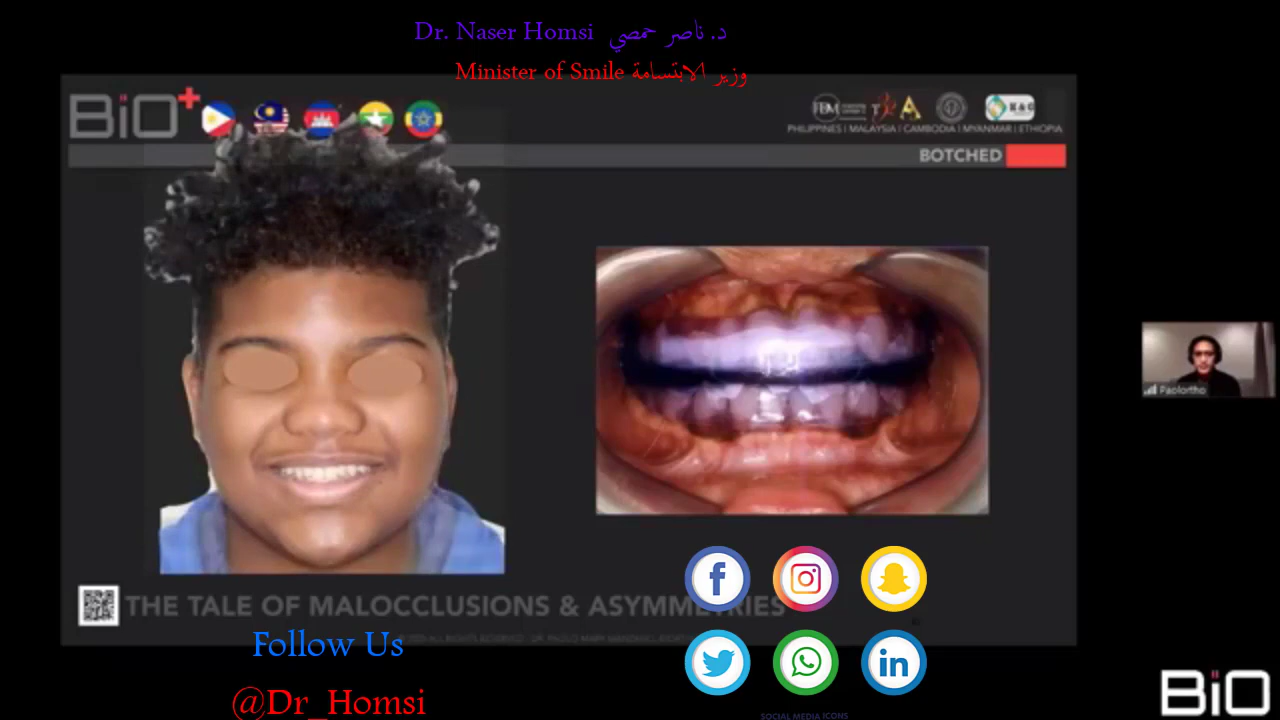 Dr. Naser Homsi د. ناصر حمصي
Minister of Smile وزير الابتسامة
BiO+
K&G
PHILIPPINES | MALAYSIA | CAMBODIA | MYANMAR | ETHIOPIA
BOTCHED
Paolortho
THE TALE OF MALOCCLUSIONS & ASYMMETRIES
Follow Us
@Dr_Homsi
SOCIAL MEDIA ICONS
BiO